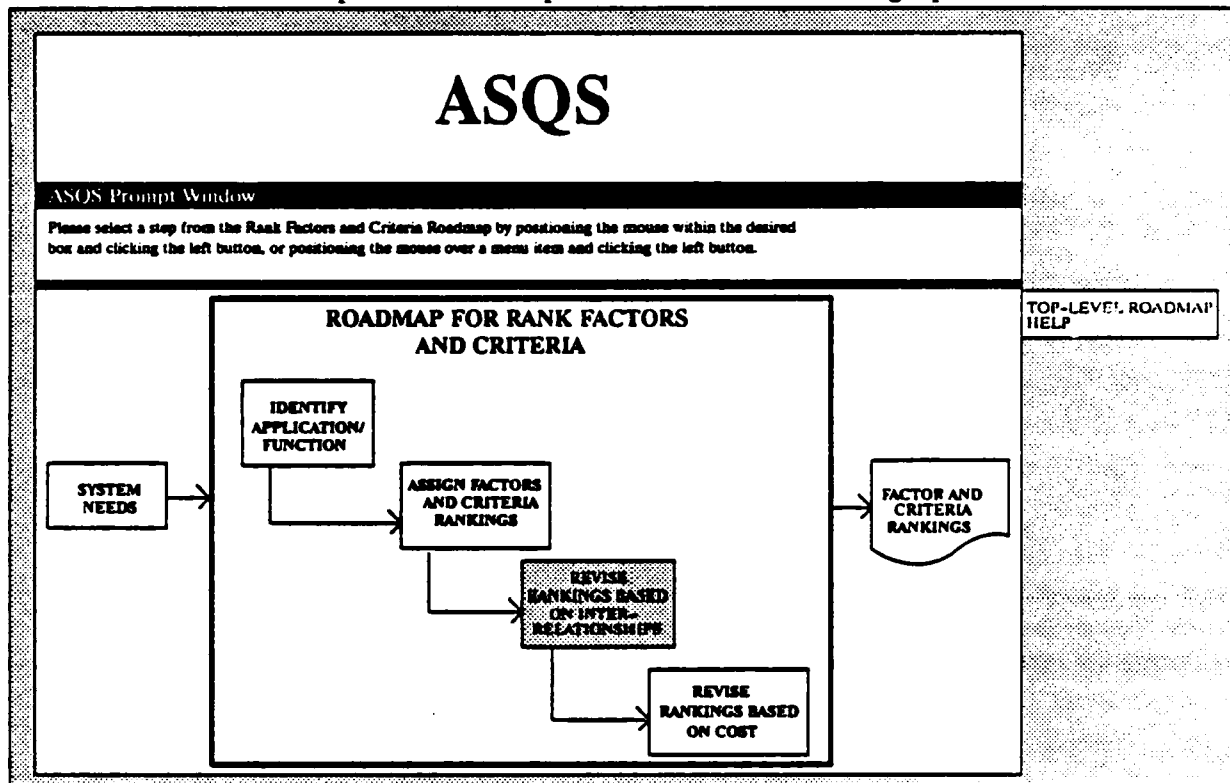 ASQS
ASQS Prompt Window
Please select a step from the Rank Factors and Criteria Roadmap by positioning the mouse within the desired
box and clicking the left button, or positioning the mouse over a menu item and clicking the left button.
TOP-LEVEL ROADMAP
HELP
ROADMAP FOR RANK FACTORS
AND CRITERIA
SYSTEM
NEEDS
IDENTIFY
APPLICATION/
FUNCTION
ASSIGN FACTORS
AND CRITERIA
RANKINGS
REVISE
RANKINGS BASED
ON INTER-
RELATIONSHIPS
REVISE
RANKINGS BASED
ON COST
FACTOR AND
CRITERIA
RANKINGS